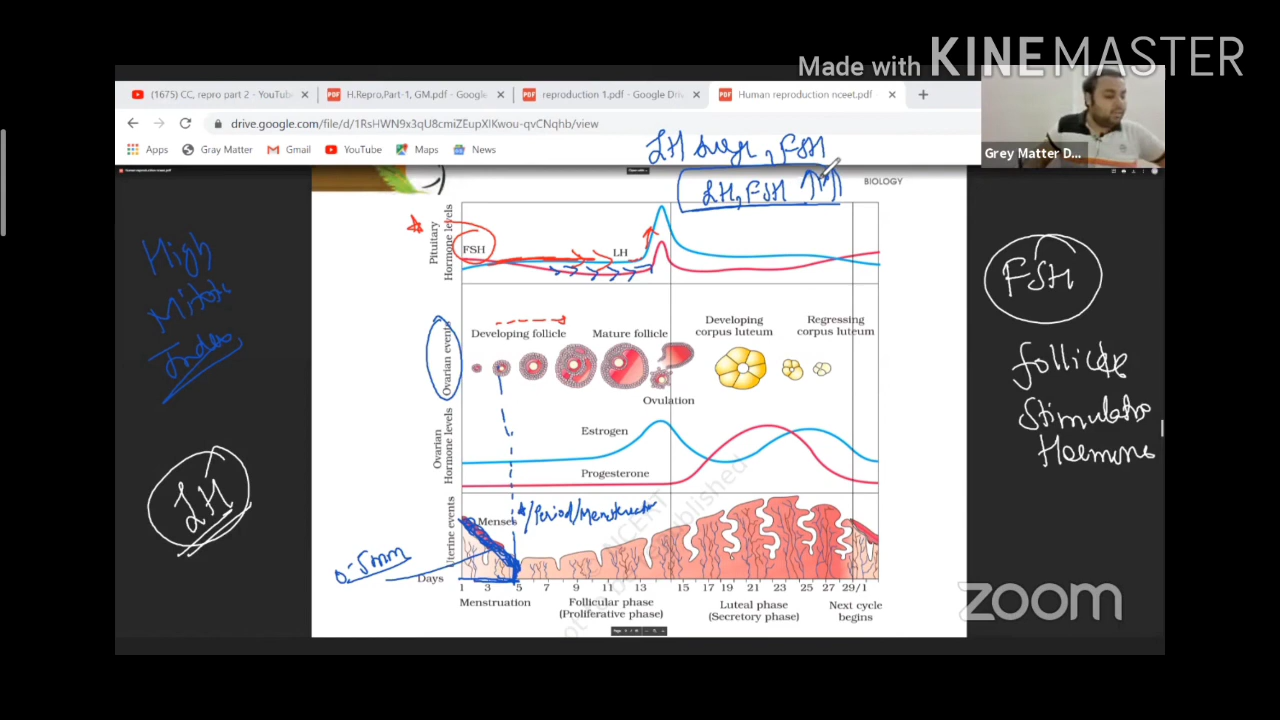 Made with KINEMASTER
(1675) CC, repro part 2 - YouTub
H.Repro,Part-1, GM.pdf - Google
reproduction 1.pdf - Google Driv
Human reproduction nceet.pdf -
drive.google.com/file/d/1RsHWN9x3qU8cmiZEupXIKwou-qvCNqhb/view
Apps
Gray Matter
Gmail
YouTube
Maps
News
Grey Matter D...
LH surge, FSH
LH, FSH ↑↑↑
BIOLOGY
Pituitary
Hormone levels
FSH
LH
High
Mitotic
Index
FSH
Follicle
Stimulating
Hormone
Ovarian events
Developing follicle
Mature follicle
Developing
corpus luteum
Regressing
corpus luteum
Ovulation
Ovarian
Hormone levels
Estrogen
Progesterone
LH
Uterine events
Menses
/Period/Menstruation
0.5mm
Days
1 3 5 7 9 11 13 15 17 19 21 23 25 27 29/1
Menstruation
Follicular phase
(Proliferative phase)
Luteal phase
(Secretory phase)
Next cycle
begins
zoom